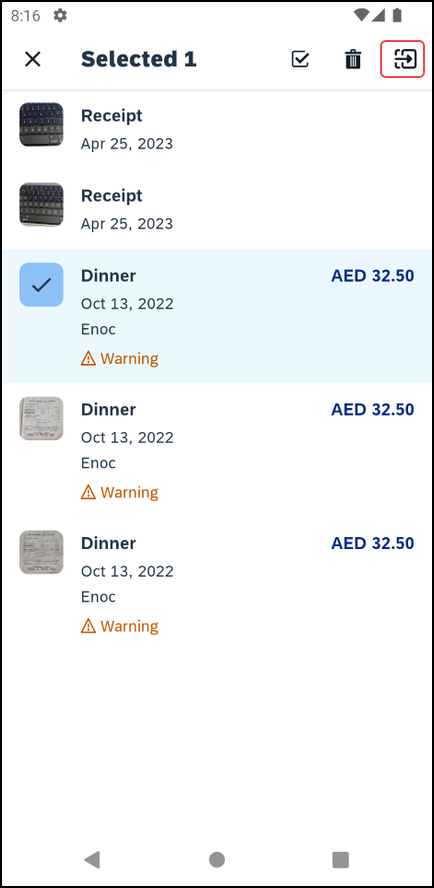 8:16
Selected 1
Receipt
Apr 25, 2023
Receipt
Apr 25, 2023
Dinner AED 32.50
Oct 13, 2022
Enoc
Warning
Dinner AED 32.50
Oct 13, 2022
Enoc
Warning
Dinner AED 32.50
Oct 13, 2022
Enoc
Warning